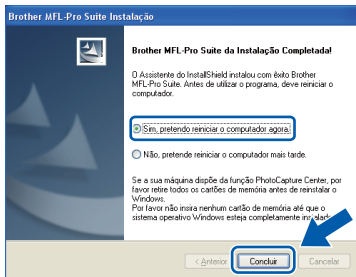 Brother MFL-Pro Suite Instalação
Brother MFL-Pro Suite da Instalação Completada!
O Assistente do InstallShield instalou com êxito Brother
MFL-Pro Suite. Antes de utilizar o programa, deve reiniciar o
computador.
Sim, pretendo reiniciar o computador agora.
Não, pretende reiniciar o computador mais tarde.
Se a sua máquina dispõe da função PhotoCapture Center, por
favor retire todos os cartões de memória antes de reinstalar o
Windows.
Por favor não insira nenhum cartão de memória até que o
sistema operativo Windows esteja completamente
< Anterior
Concluir
Cancelar